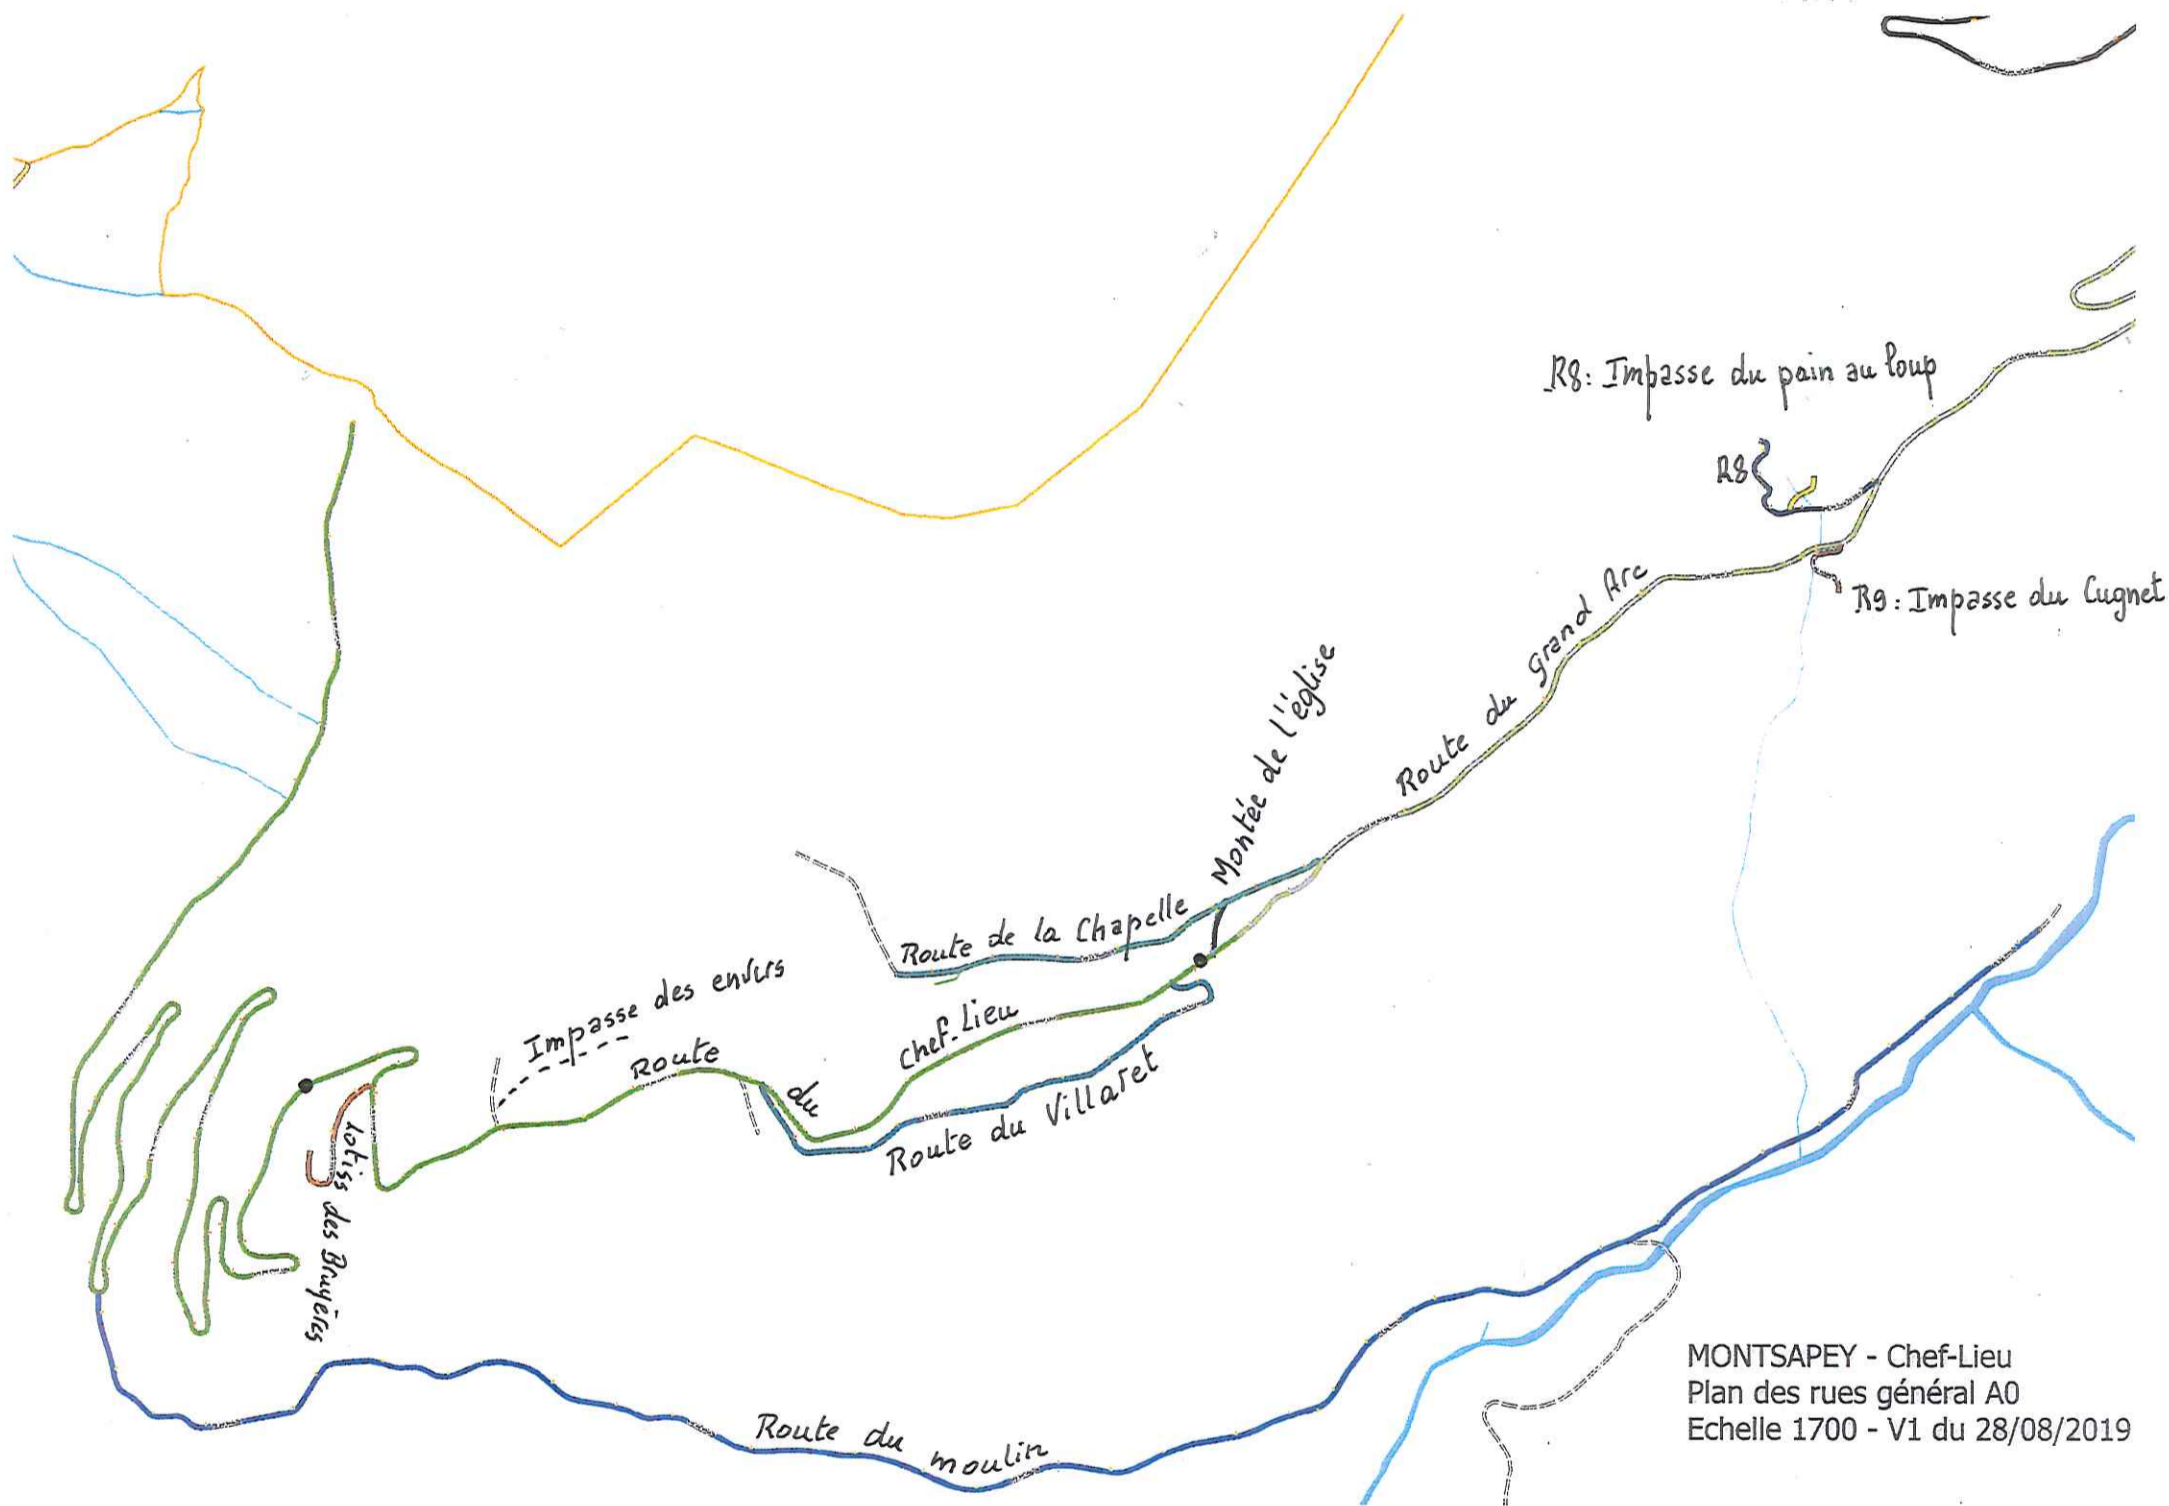 R8: Impasse du pain au loup
R8
R9: Impasse du Cugnet
Route du Grand Arc
Montée de l'église
Route de la Chapelle
Impasse des envers
Route du Chef-Lieu
Route du Villaret
Lotiss des Bruyères
Route du moulin
MONTSAPEY - Chef-Lieu
Plan des rues général A0
Echelle 1700 - V1 du 28/08/2019